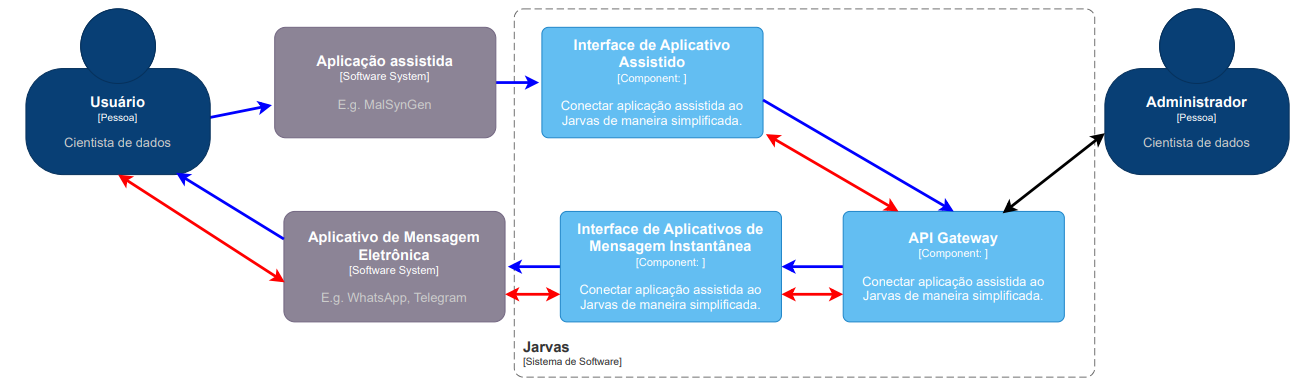 Usuário
[Pessoa]
Cientista de dados
Aplicação assistida
[Software System]
E.g. MalSynGen
Interface de Aplicativo
Assistido
[Component: ]
Conectar aplicação assistida ao
Jarvas de maneira simplificada.
Administrador
[Pessoa]
Cientista de dados
Aplicativo de Mensagem
Eletrônica
[Software System]
E.g. WhatsApp, Telegram
Interface de Aplicativos de
Mensagem Instantânea
[Component: ]
Conectar aplicação assistida ao
Jarvas de maneira simplificada.
API Gateway
[Component: ]
Conectar aplicação assistida ao
Jarvas de maneira simplificada.
Jarvas
[Sistema de Software]